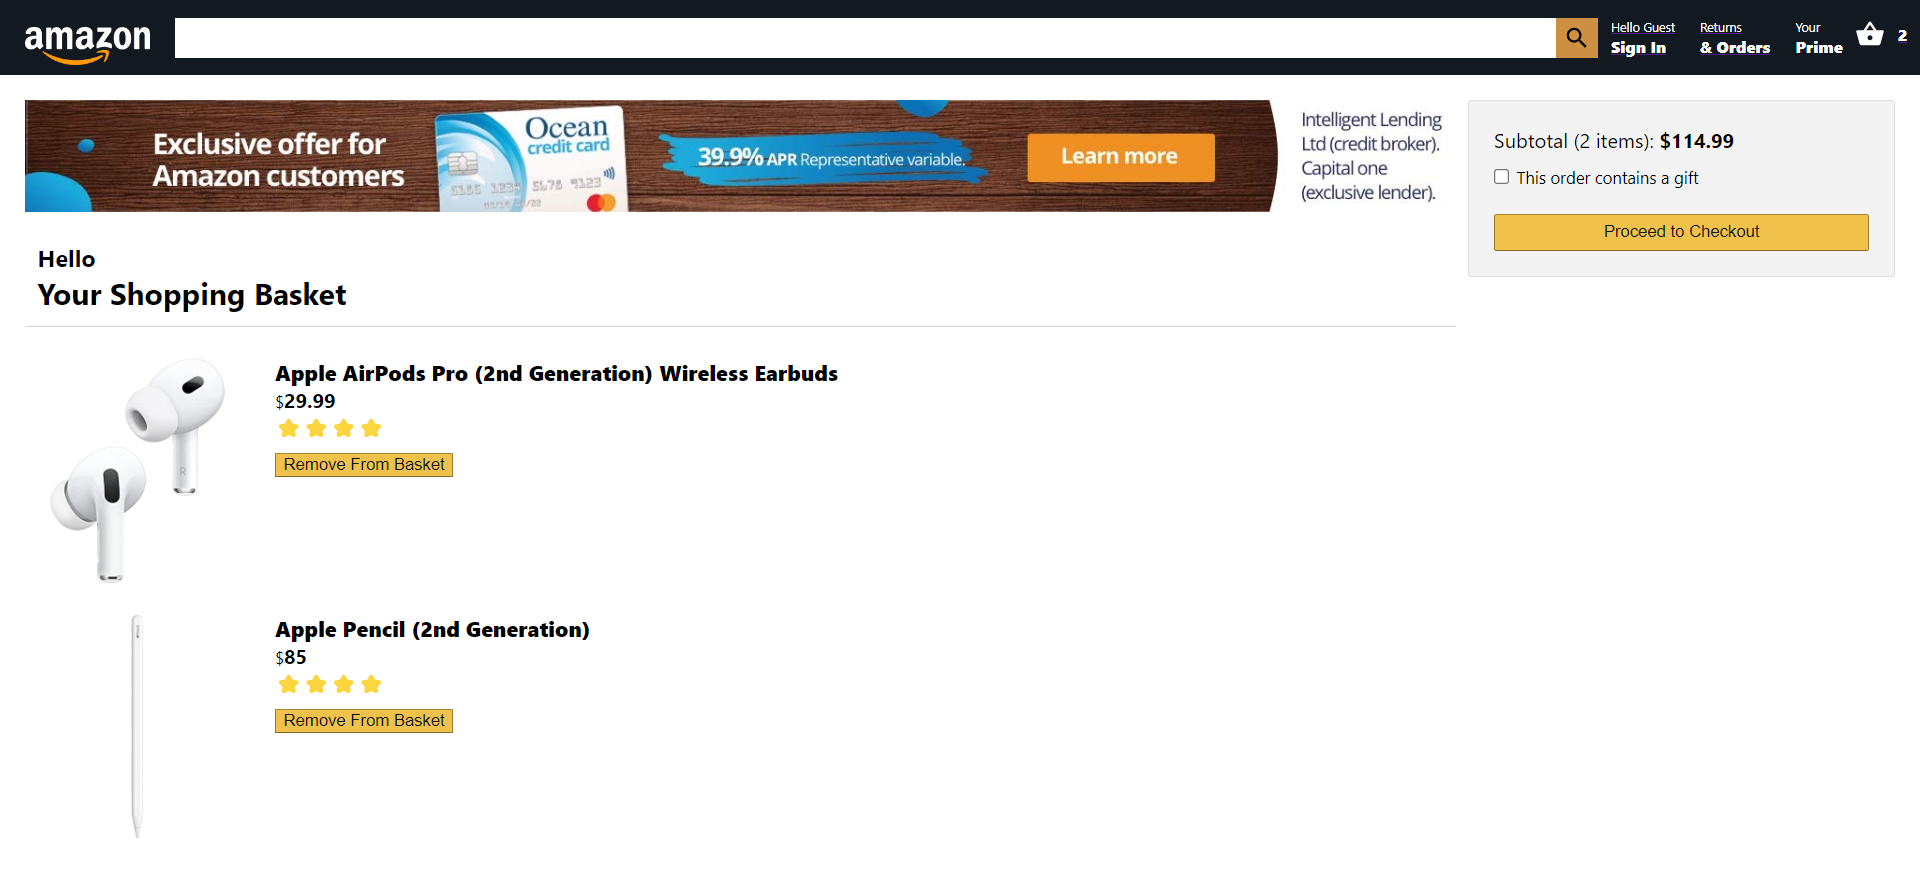 amazon
Hello Guest
Sign In
Returns
& Orders
Your
Prime
2
Exclusive offer for
Amazon customers
Ocean
credit card
39.9% APR Representative variable.
Learn more
Intelligent Lending
Ltd (credit broker).
Capital one
(exclusive lender).
Subtotal (2 items): $114.99
This order contains a gift
Proceed to Checkout
Hello
Your Shopping Basket
Apple AirPods Pro (2nd Generation) Wireless Earbuds
$29.99
Remove From Basket
R
Apple Pencil (2nd Generation)
$85
Remove From Basket